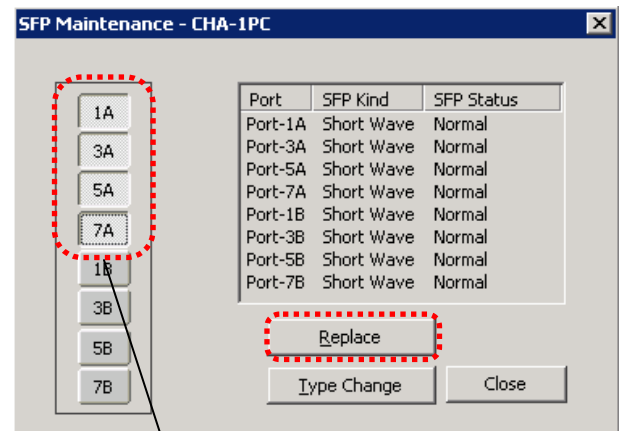 SFP Maintenance - CHA-1PC
1A
3A
5A
7A
1B
3B
5B
7B
Port SFP Kind SFP Status
Port-1A Short Wave Normal
Port-3A Short Wave Normal
Port-5A Short Wave Normal
Port-7A Short Wave Normal
Port-1B Short Wave Normal
Port-3B Short Wave Normal
Port-5B Short Wave Normal
Port-7B Short Wave Normal
Replace
Type Change Close